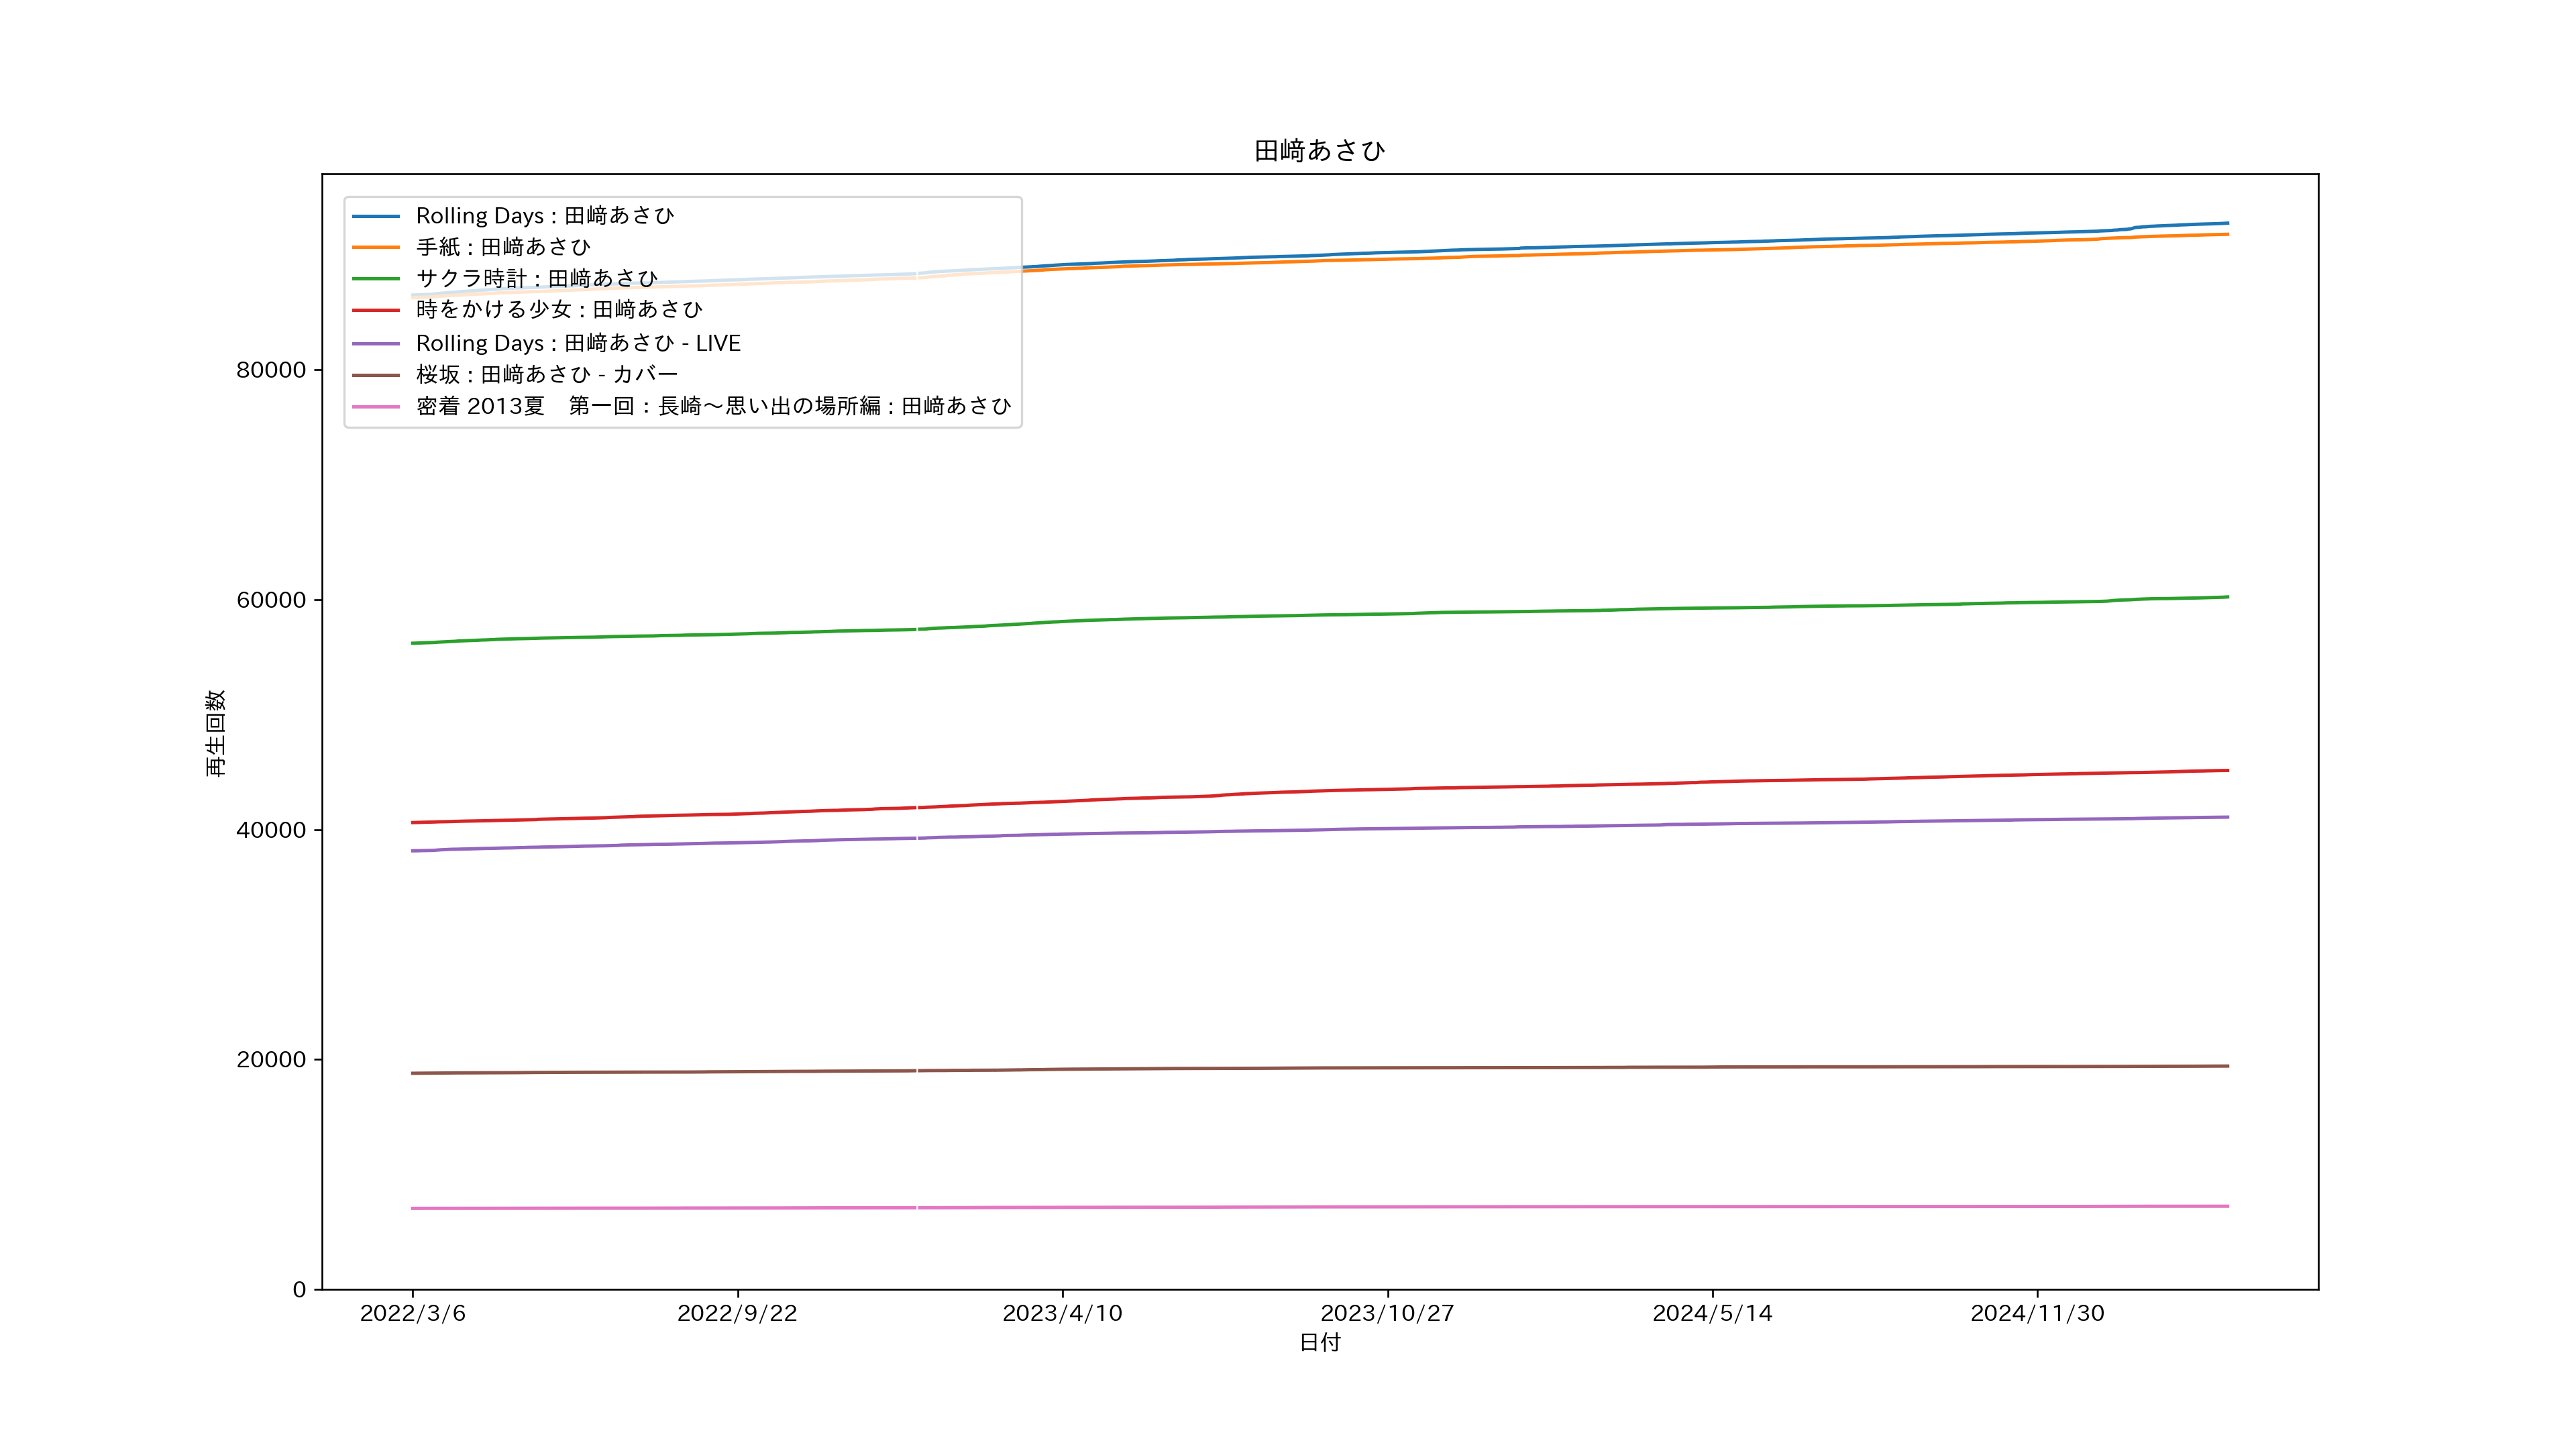 田﨑あさひ
Rolling Days : 田﨑あさひ
手紙 : 田﨑あさひ
サクラ時計 : 田﨑あさひ
時をかける少女 : 田﨑あさひ
Rolling Days : 田﨑あさひ - LIVE
桜坂 : 田﨑あさひ - カバー
密着 2013夏　第一回：長崎～思い出の場所編 : 田﨑あさひ
80000
60000
40000
20000
0
再生回数
2022/3/6 2022/9/22 2023/4/10 2023/10/27 2024/5/14 2024/11/30
日付